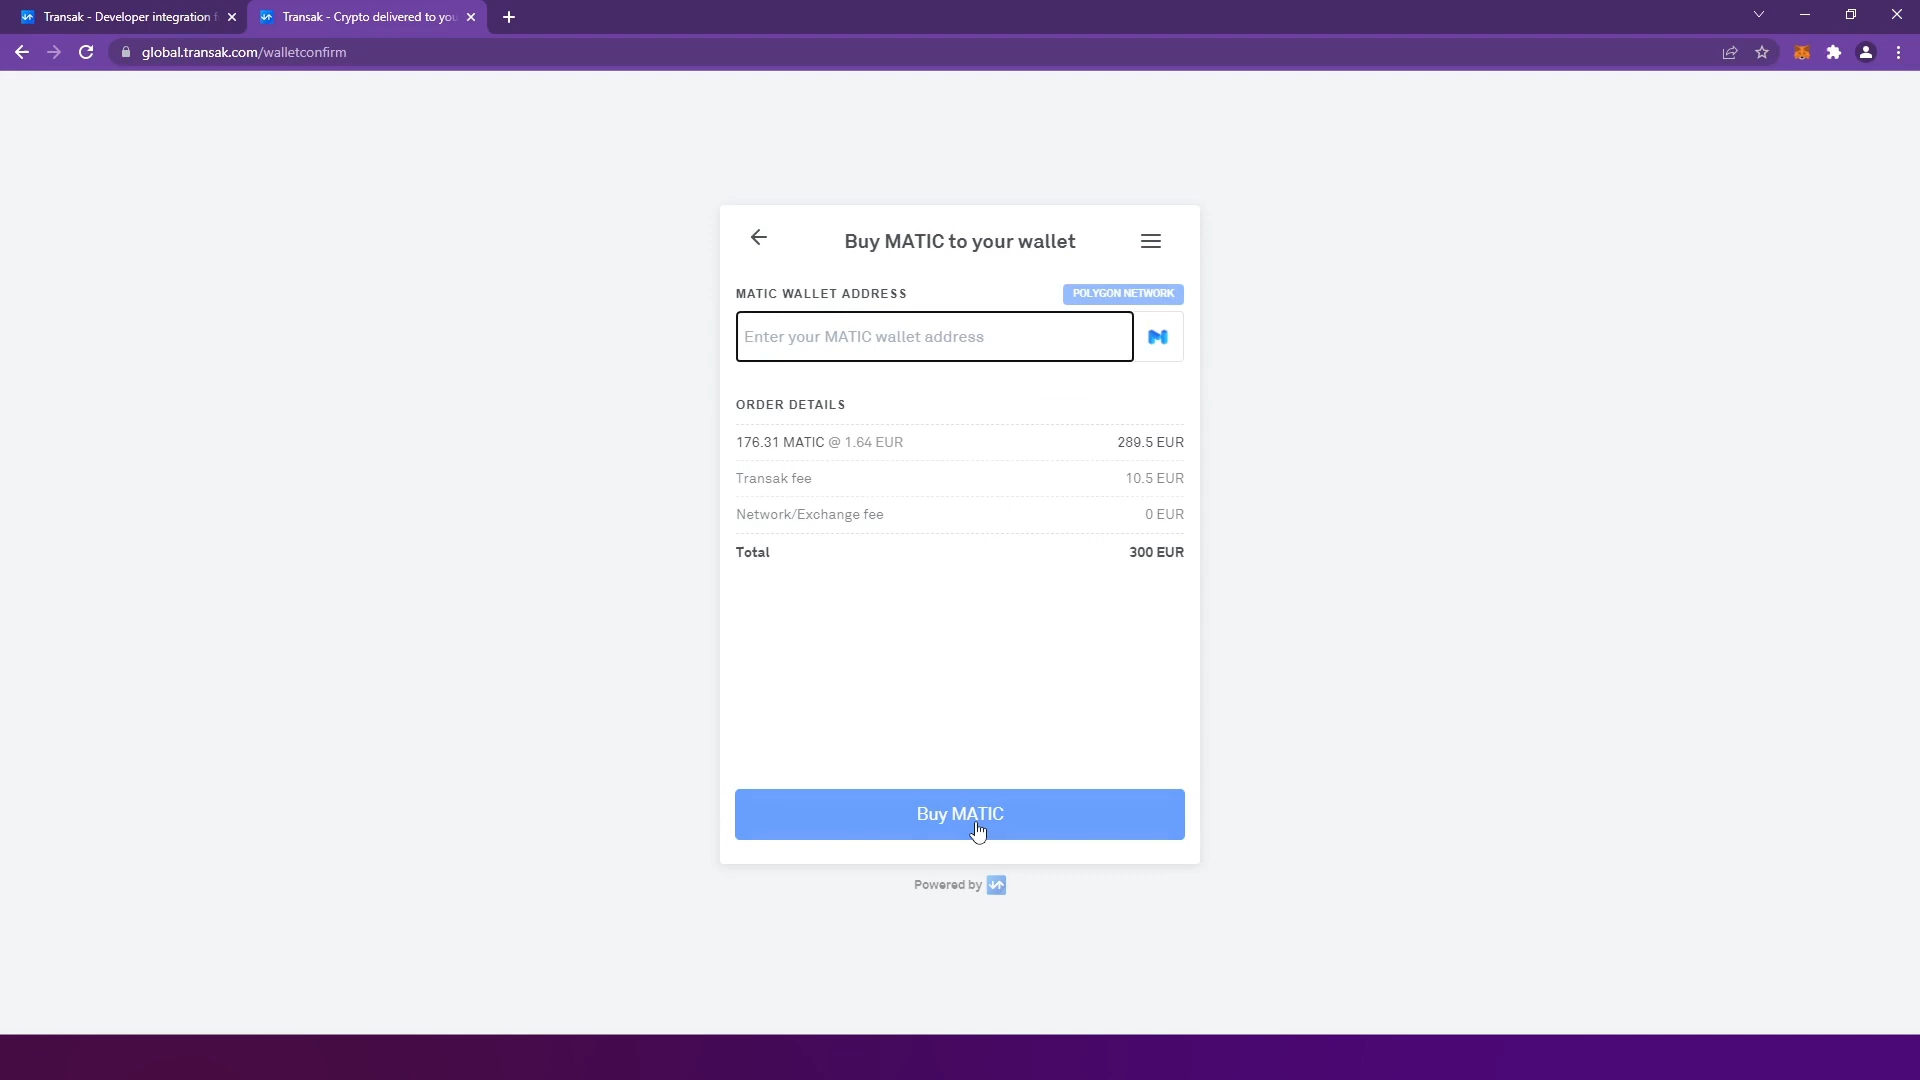 Transak - Developer integration f
Transak - Crypto delivered to you
global.transak.com/walletconfirm
Buy MATIC to your wallet
MATIC WALLET ADDRESS
POLYGON NETWORK
Enter your MATIC wallet address
ORDER DETAILS
176.31 MATIC @ 1.64 EUR 289.5 EUR
Transak fee 10.5 EUR
Network/Exchange fee 0 EUR
Total 300 EUR
Buy MATIC
Powered by